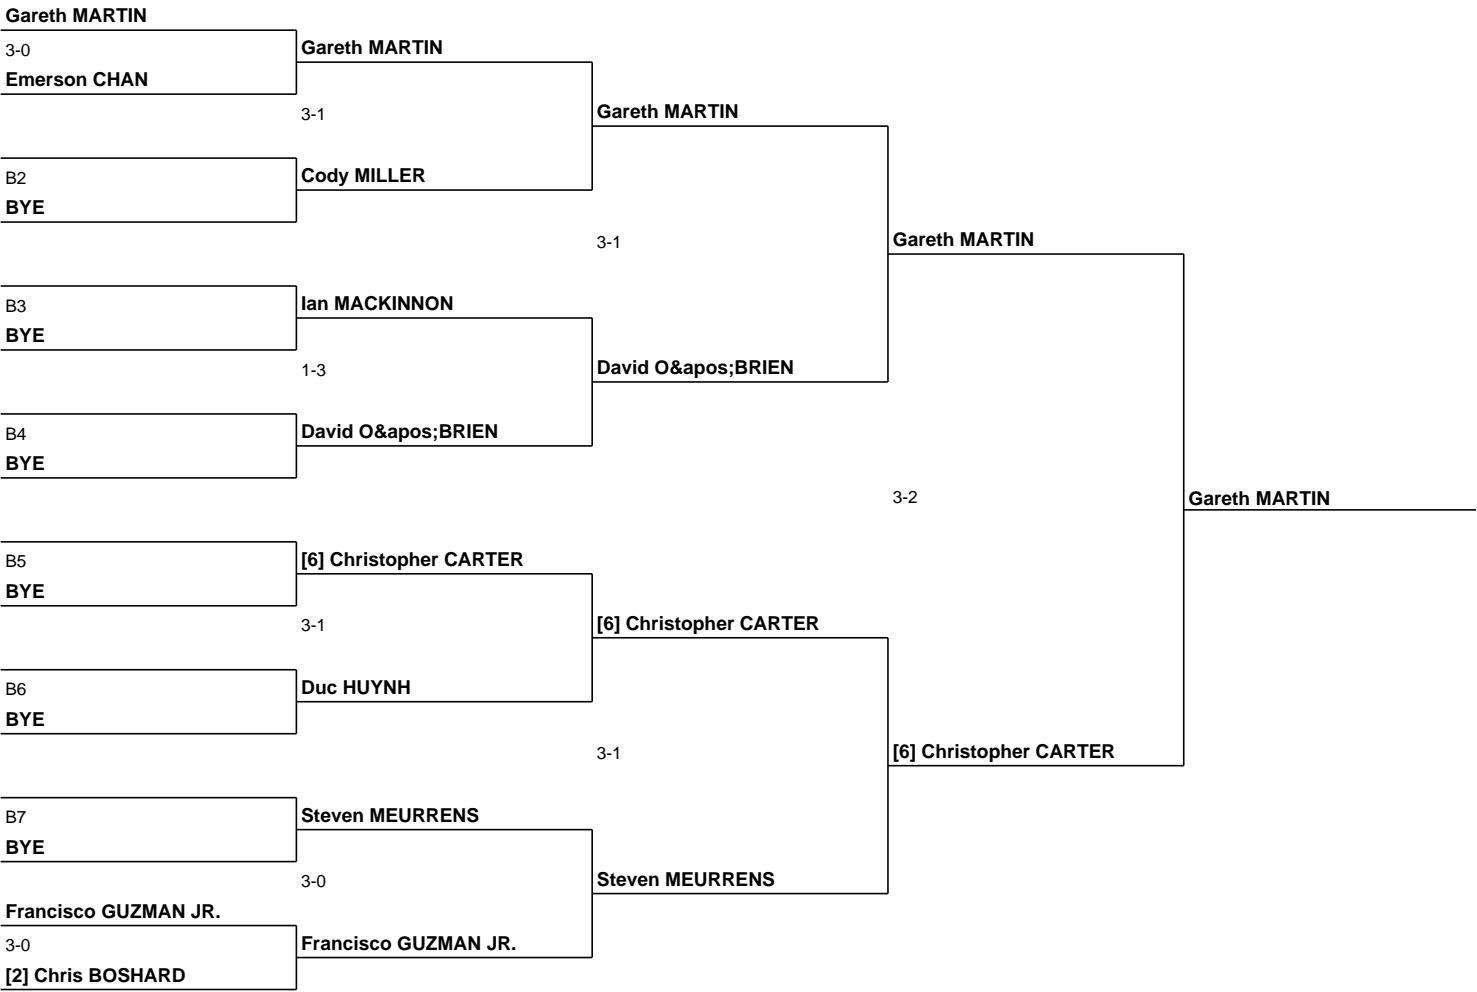 Gareth MARTIN
3-0
Emerson CHAN
Gareth MARTIN
3-1
Cody MILLER
B2
BYE
Gareth MARTIN
3-1
B3
BYE
Ian MACKINNON
1-3
David O&apos;BRIEN
B4
BYE
David O&apos;BRIEN
Gareth MARTIN
3-2
Gareth MARTIN
B5
BYE
[6] Christopher CARTER
3-1
Duc HUYNH
B6
BYE
[6] Christopher CARTER
3-1
[6] Christopher CARTER
B7
BYE
Steven MEURRENS
3-0
Steven MEURRENS
Francisco GUZMAN JR.
3-0
[2] Chris BOSHARD
Francisco GUZMAN JR.